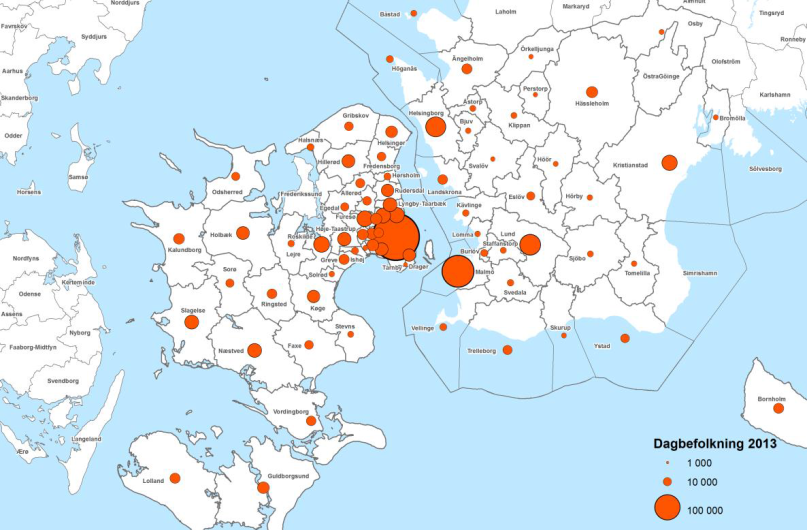 Norddjurs
Favrskov
Syddjurs
Aarhus
Skanderborg
Odder
Samsø
Horsens
Nordfyns
Kerteminde
Odense
Assens
Nyborg
Faaborg-Midtfyn
Svendborg
Langeland
Ærø
Båstad
Laholm
Markaryd
Älmhult
Tingsryd
Osby
Ronneby
Höganäs
Ängelholm
Örkelljunga
Olofström
ÖstraGöinge
Perstorp
Karlshamn
Åstorp
Hässleholm
Helsingborg
Bjuv
Klippan
Bromölla
Gribskov
Halsnæs
Helsingør
Hillerød
Fredensborg
Svalöv
Höör
Kristianstad
Sölvesborg
Hørsholm
Odsherred
Frederikssund
Allerød
Rudersdal
Landskrona
Eslöv
Hörby
Egedal
Lyngby-Taarbæk
Kävlinge
Furesø
Holbæk
Roskilde
Høje-Taastrup
Lomma
Lund
Kalundborg
Lejre
Staffanstorp
Burlöv
Greve
Ishøj
Tårnby
Dragør
Sjöbo
Tomelilla
Simrishamn
Malmö
Sorø
Solrød
Svedala
Ringsted
Køge
Slagelse
Stevns
Vellinge
Skurup
Faxe
Næstved
Trelleborg
Ystad
Bornholm
Vordingborg
Lolland
Guldborgsund
Dagbefolkning 2013
1 000
10 000
100 000